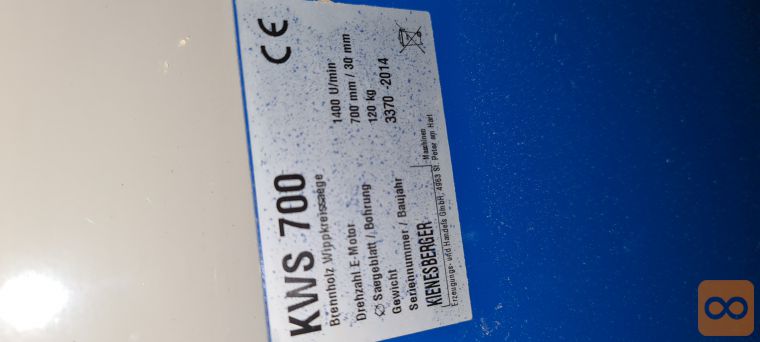 KWS 700
Brennholz Wippkreissaege
Drehzahl E-Motor 1400 U/min
Ø Saegeblatt / Bohrung 700 mm / 30 mm
Gewicht 120 kg
Seriennummer / Baujahr 3370 -2014
KIENESBERGER Maschinen
Erzeugungs- und Handels GmbH, 4963 St. Peter am Hart
CE